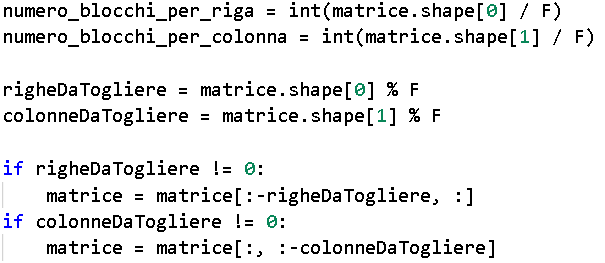 numero_blocchi_per_riga = int(matrice.shape[0] / F)
numero_blocchi_per_colonna = int(matrice.shape[1] / F)
righeDaTogliere = matrice.shape[0] % F
colonneDaTogliere = matrice.shape[1] % F
if righeDaTogliere != 0:
    matrice = matrice[:-righeDaTogliere, :]
if colonneDaTogliere != 0:
    matrice = matrice[:, :-colonneDaTogliere]